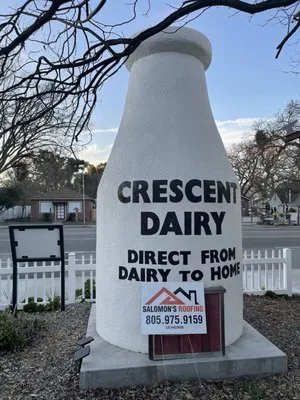 CRESCENT
DAIRY
DIRECT FROM
DAIRY TO HOME
SALOMON'S ROOFING
805.975.9159